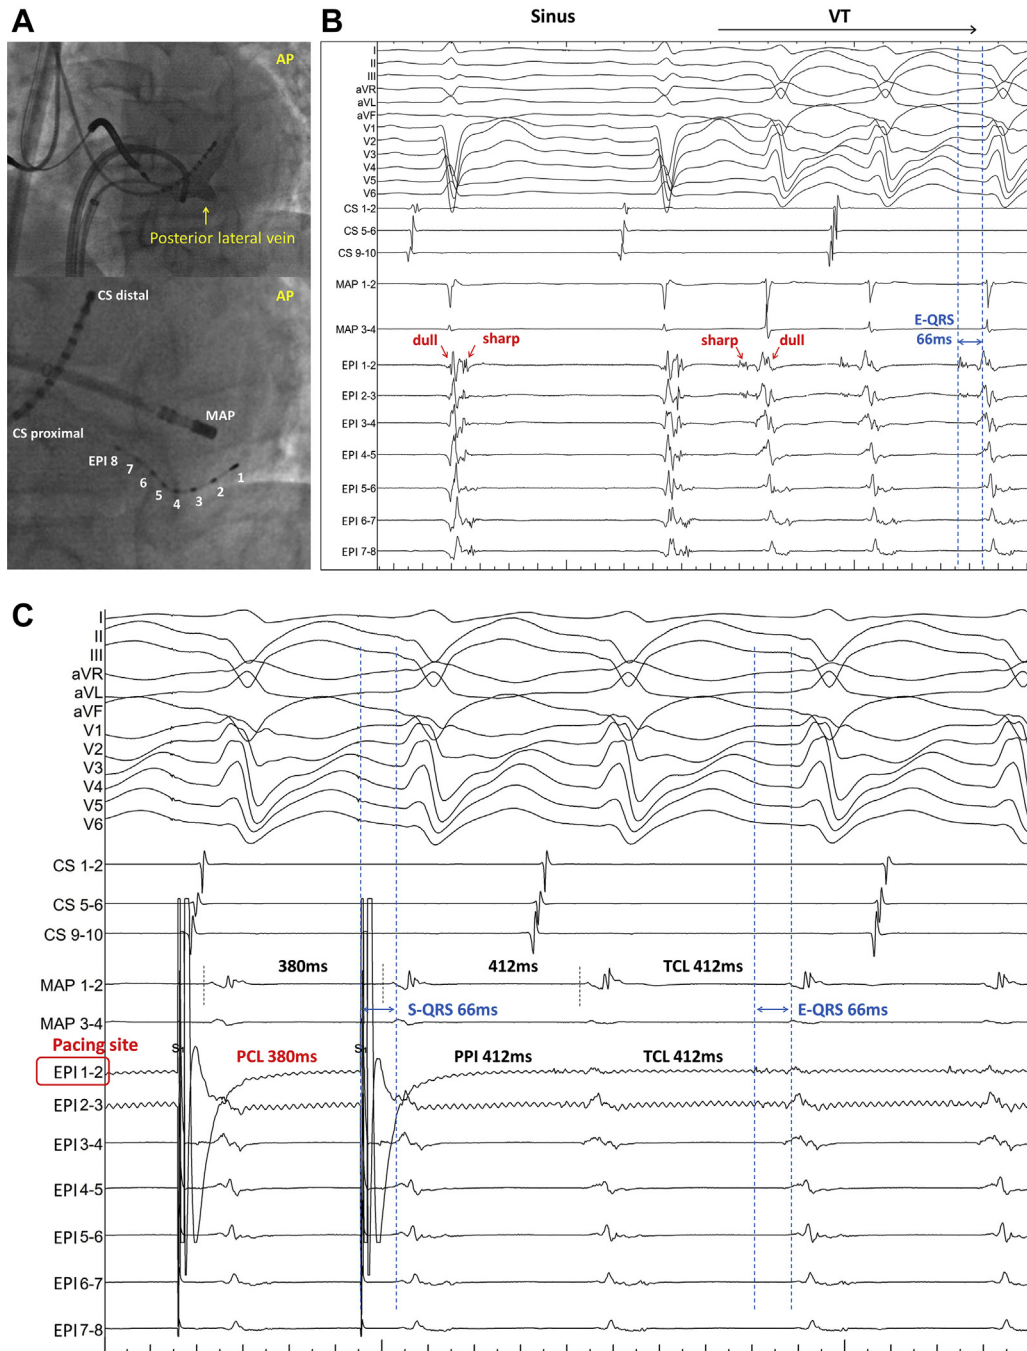 A
AP
Posterior lateral vein
AP
CS distal
MAP
CS proximal
EPI 8
7
6
5
4
3
2
1
B
Sinus
VT
I
II
III
aVR
aVL
aVF
V1
V2
V3
V4
V5
V6
CS 1-2
CS 5-6
CS 9-10
MAP 1-2
MAP 3-4
E-QRS
66ms
dull
sharp
sharp
dull
EPI 1-2
EPI 2-3
EPI 3-4
EPI 4-5
EPI 5-6
EPI 6-7
EPI 7-8
C
I
II
III
aVR
aVL
aVF
V1
V2
V3
V4
V5
V6
CS 1-2
CS 5-6
CS 9-10
380ms
412ms
TCL 412ms
MAP 1-2
S-QRS 66ms
E-QRS 66ms
MAP 3-4
Pacing site
PCL 380ms
PPI 412ms
TCL 412ms
EPI 1-2
EPI 2-3
EPI 3-4
EPI 4-5
EPI 5-6
EPI 6-7
EPI 7-8